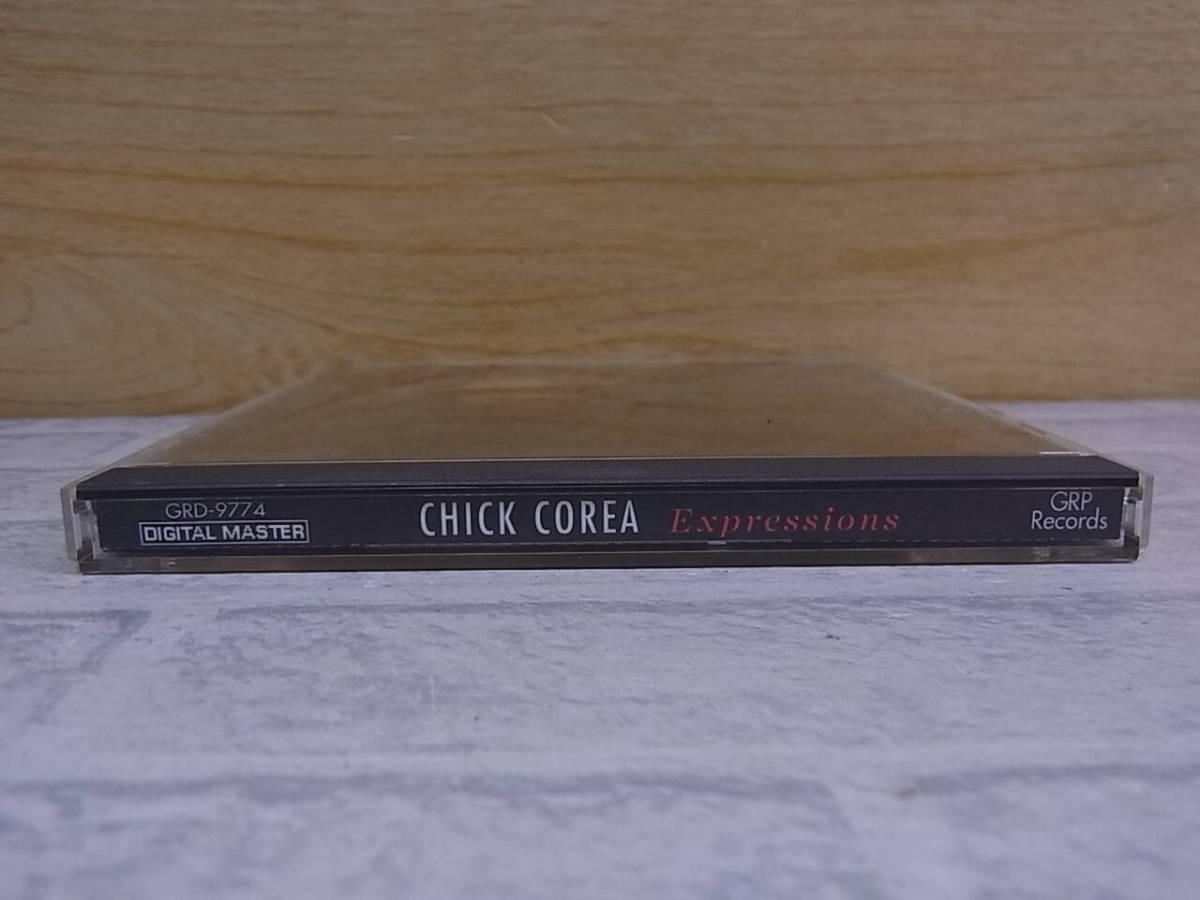 GRD-9774
DIGITAL MASTER
CHICK COREA Expressions
GRP
Records